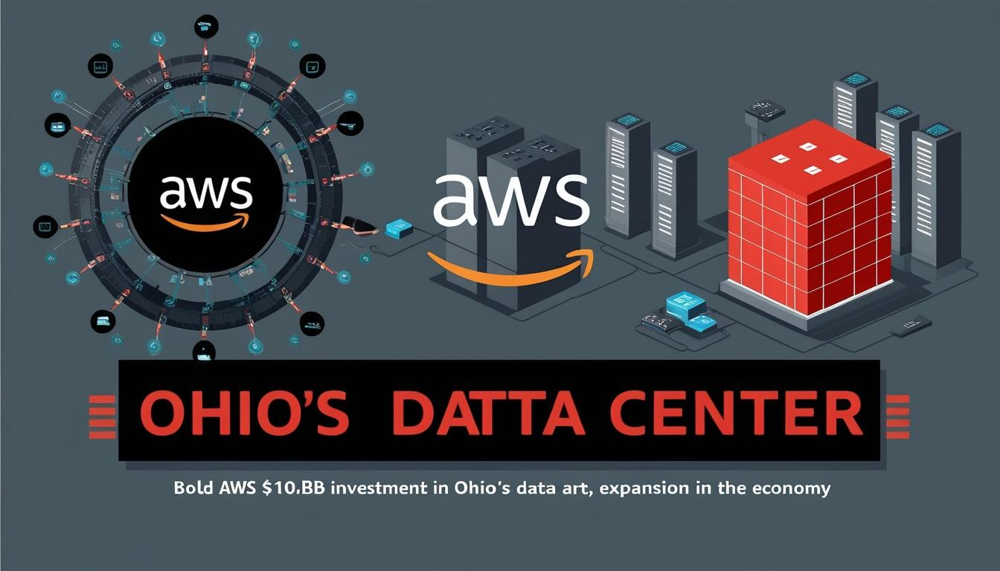 aws
aws
OHIO'S DATTA CENTER
Bold AWS $10.BB investment in Ohio's data art, expansion in the economy